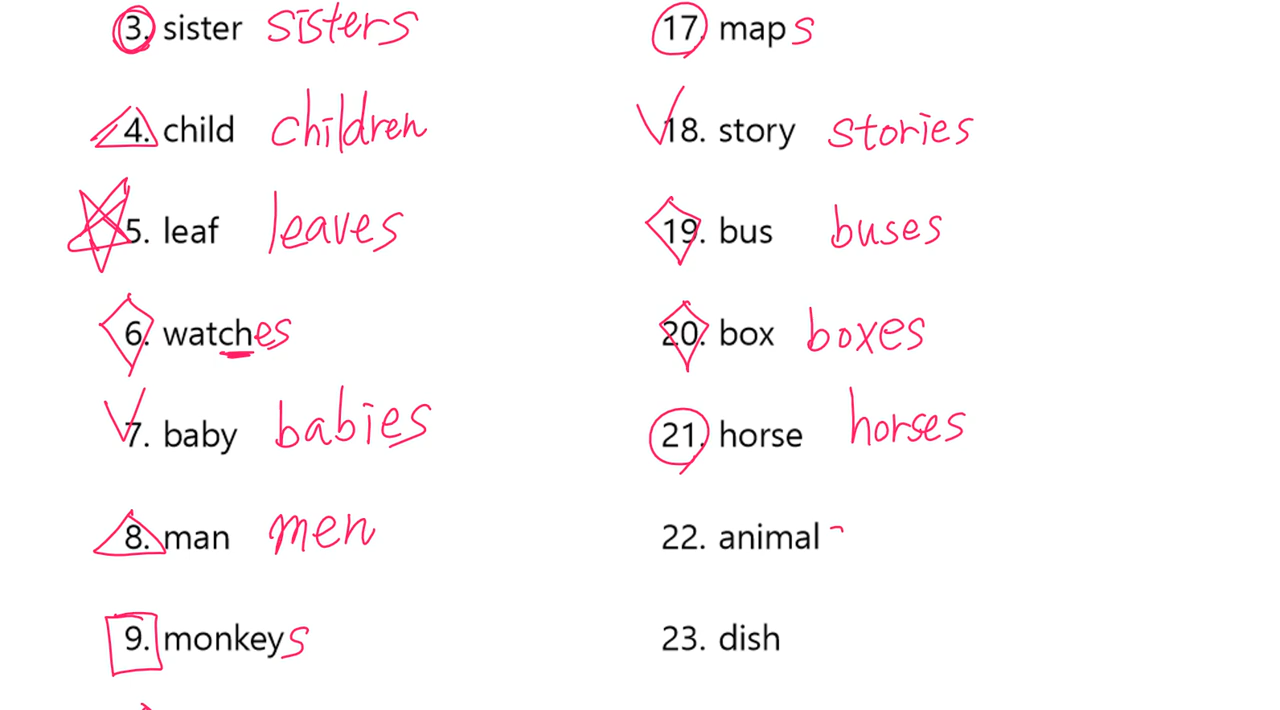 3. sister sisters
4. child children
5. leaf leaves
6. watches
7. baby babies
8. man men
9. monkeys
17. maps
18. story stories
19. bus buses
20. box boxes
21. horse horses
22. animal
23. dish